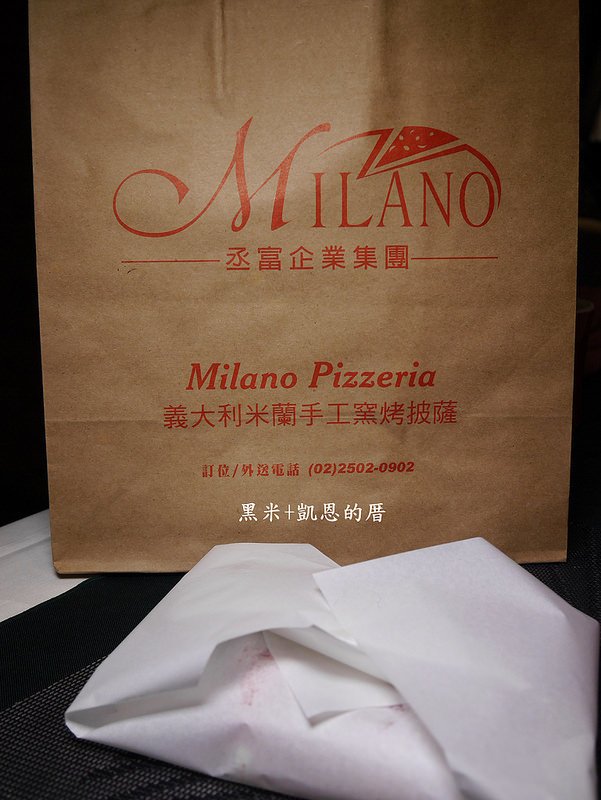 MILANO
丞富企業集團
Milano Pizzeria
義大利米蘭手工窯烤披薩
訂位/外送電話 (02)2502-0902
黑米+凱恩的厝